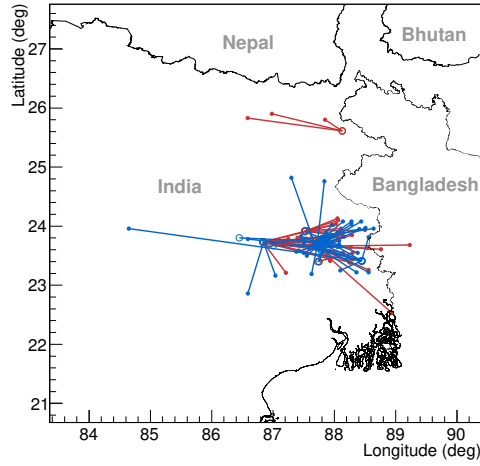 Latitude (deg)
Nepal
Bhutan
India
Bangladesh
27
26
25
24
23
22
21
84
85
86
87
88
89
90
Longitude (deg)